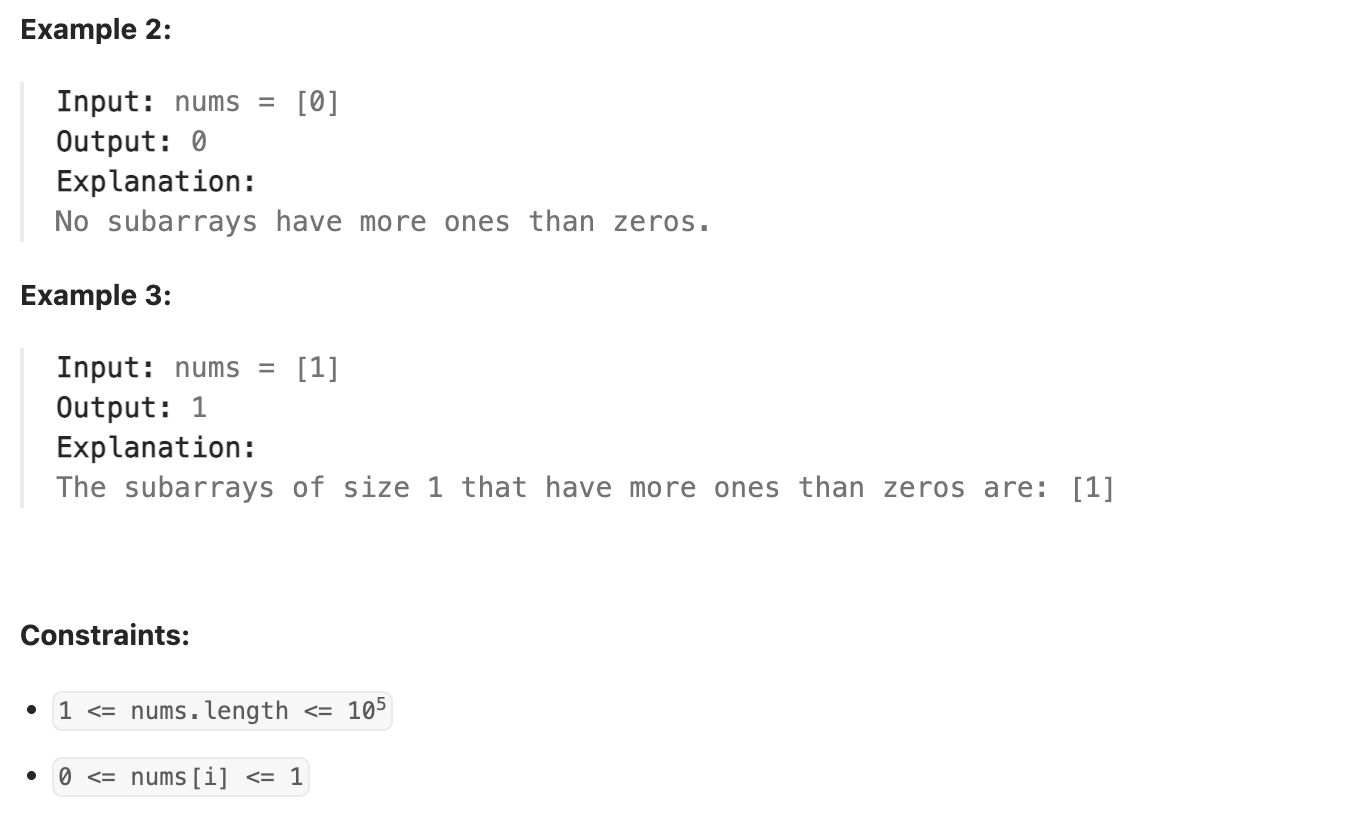 Example 2:
Input: nums = [0]
Output: 0
Explanation:
No subarrays have more ones than zeros.
Example 3:
Input: nums = [1]
Output: 1
Explanation:
The subarrays of size 1 that have more ones than zeros are: [1]
Constraints:
• 1 <= nums.length <= 10⁵
• 0 <= nums[i] <= 1